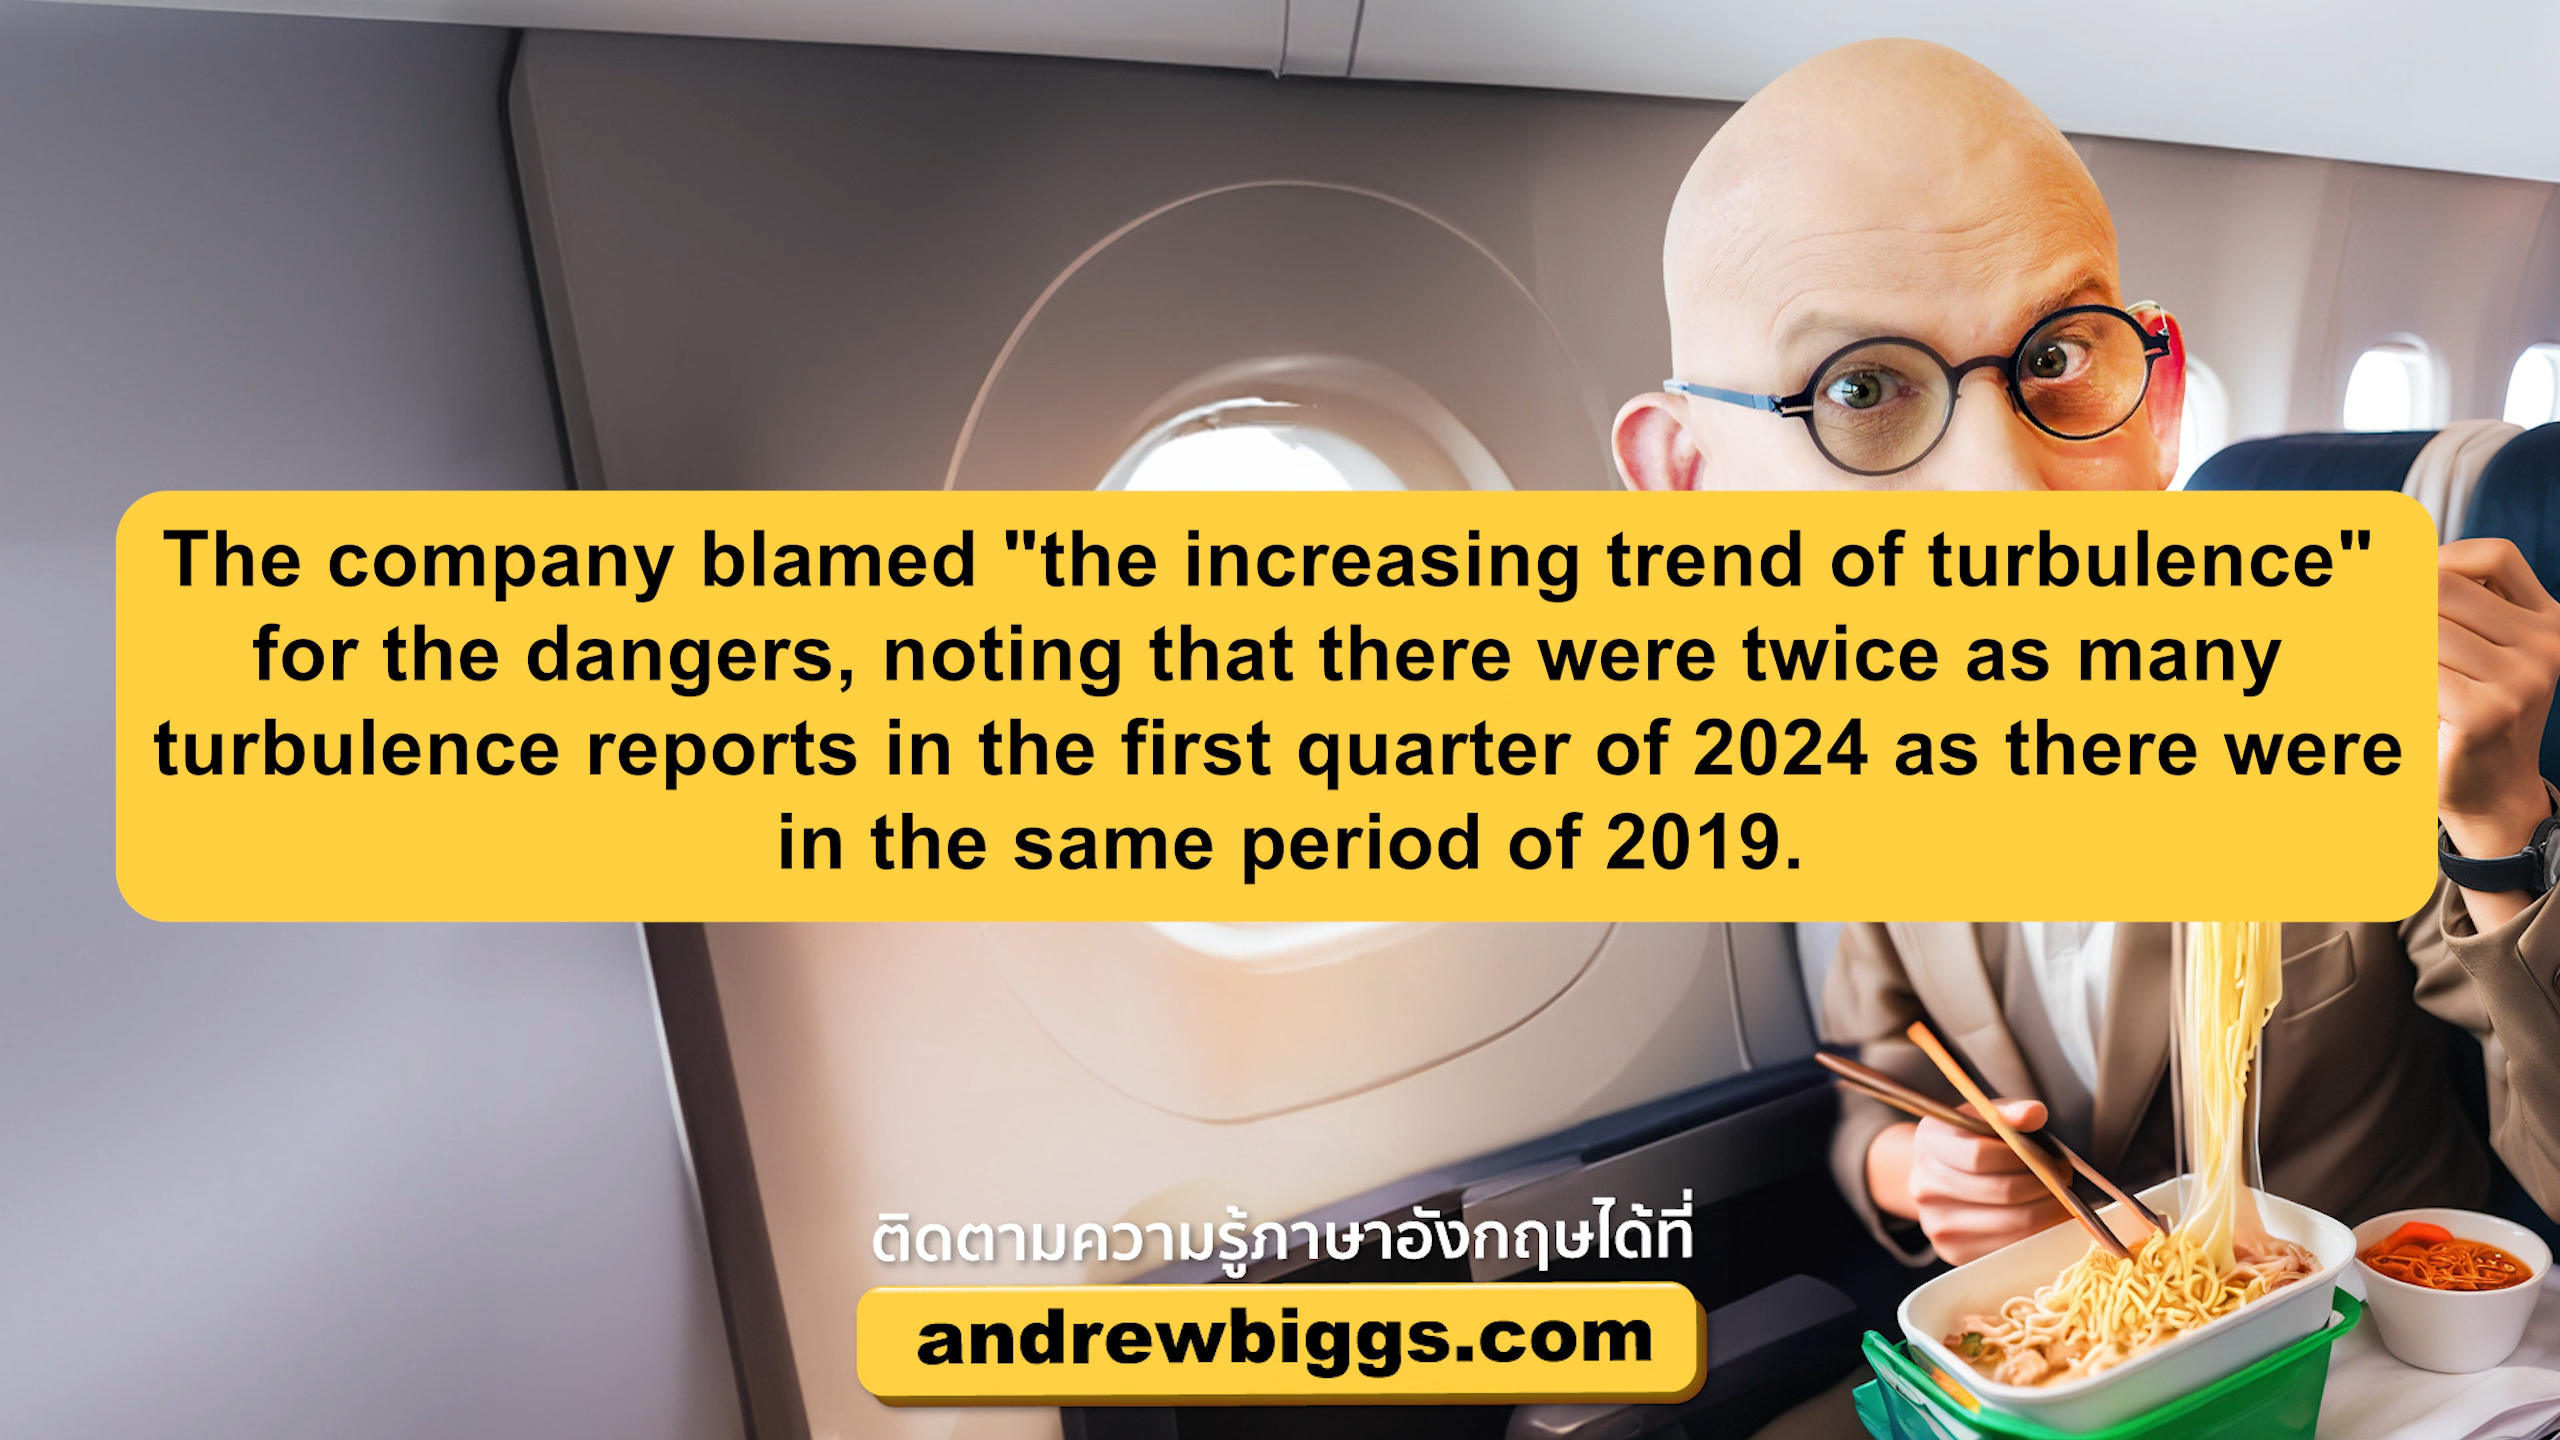 The company blamed "the increasing trend of turbulence"
for the dangers, noting that there were twice as many
turbulence reports in the first quarter of 2024 as there were
in the same period of 2019.
ติดตามความรู้ภาษาอังกฤษได้ที่
andrewbiggs.com